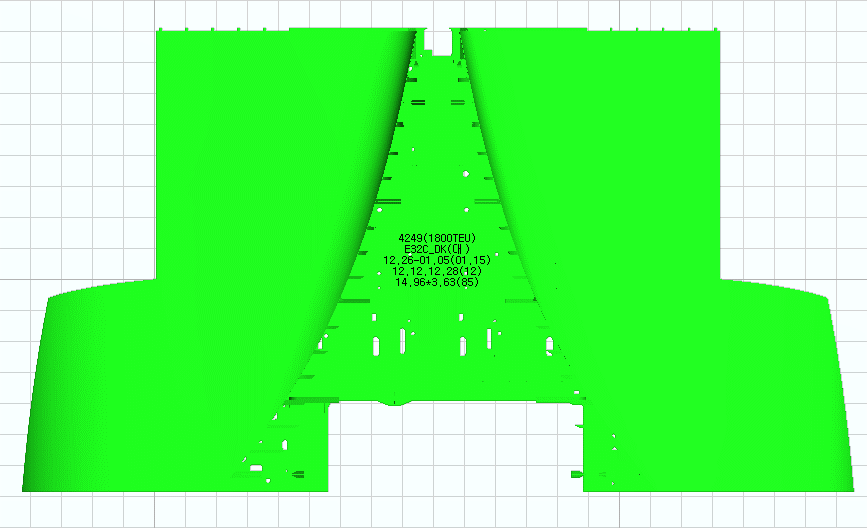 4249(1800TEU)
E32C_DK(대)
12,26-01,05(01,15)
12,12,12,28(12)
14,96*3,63(85)